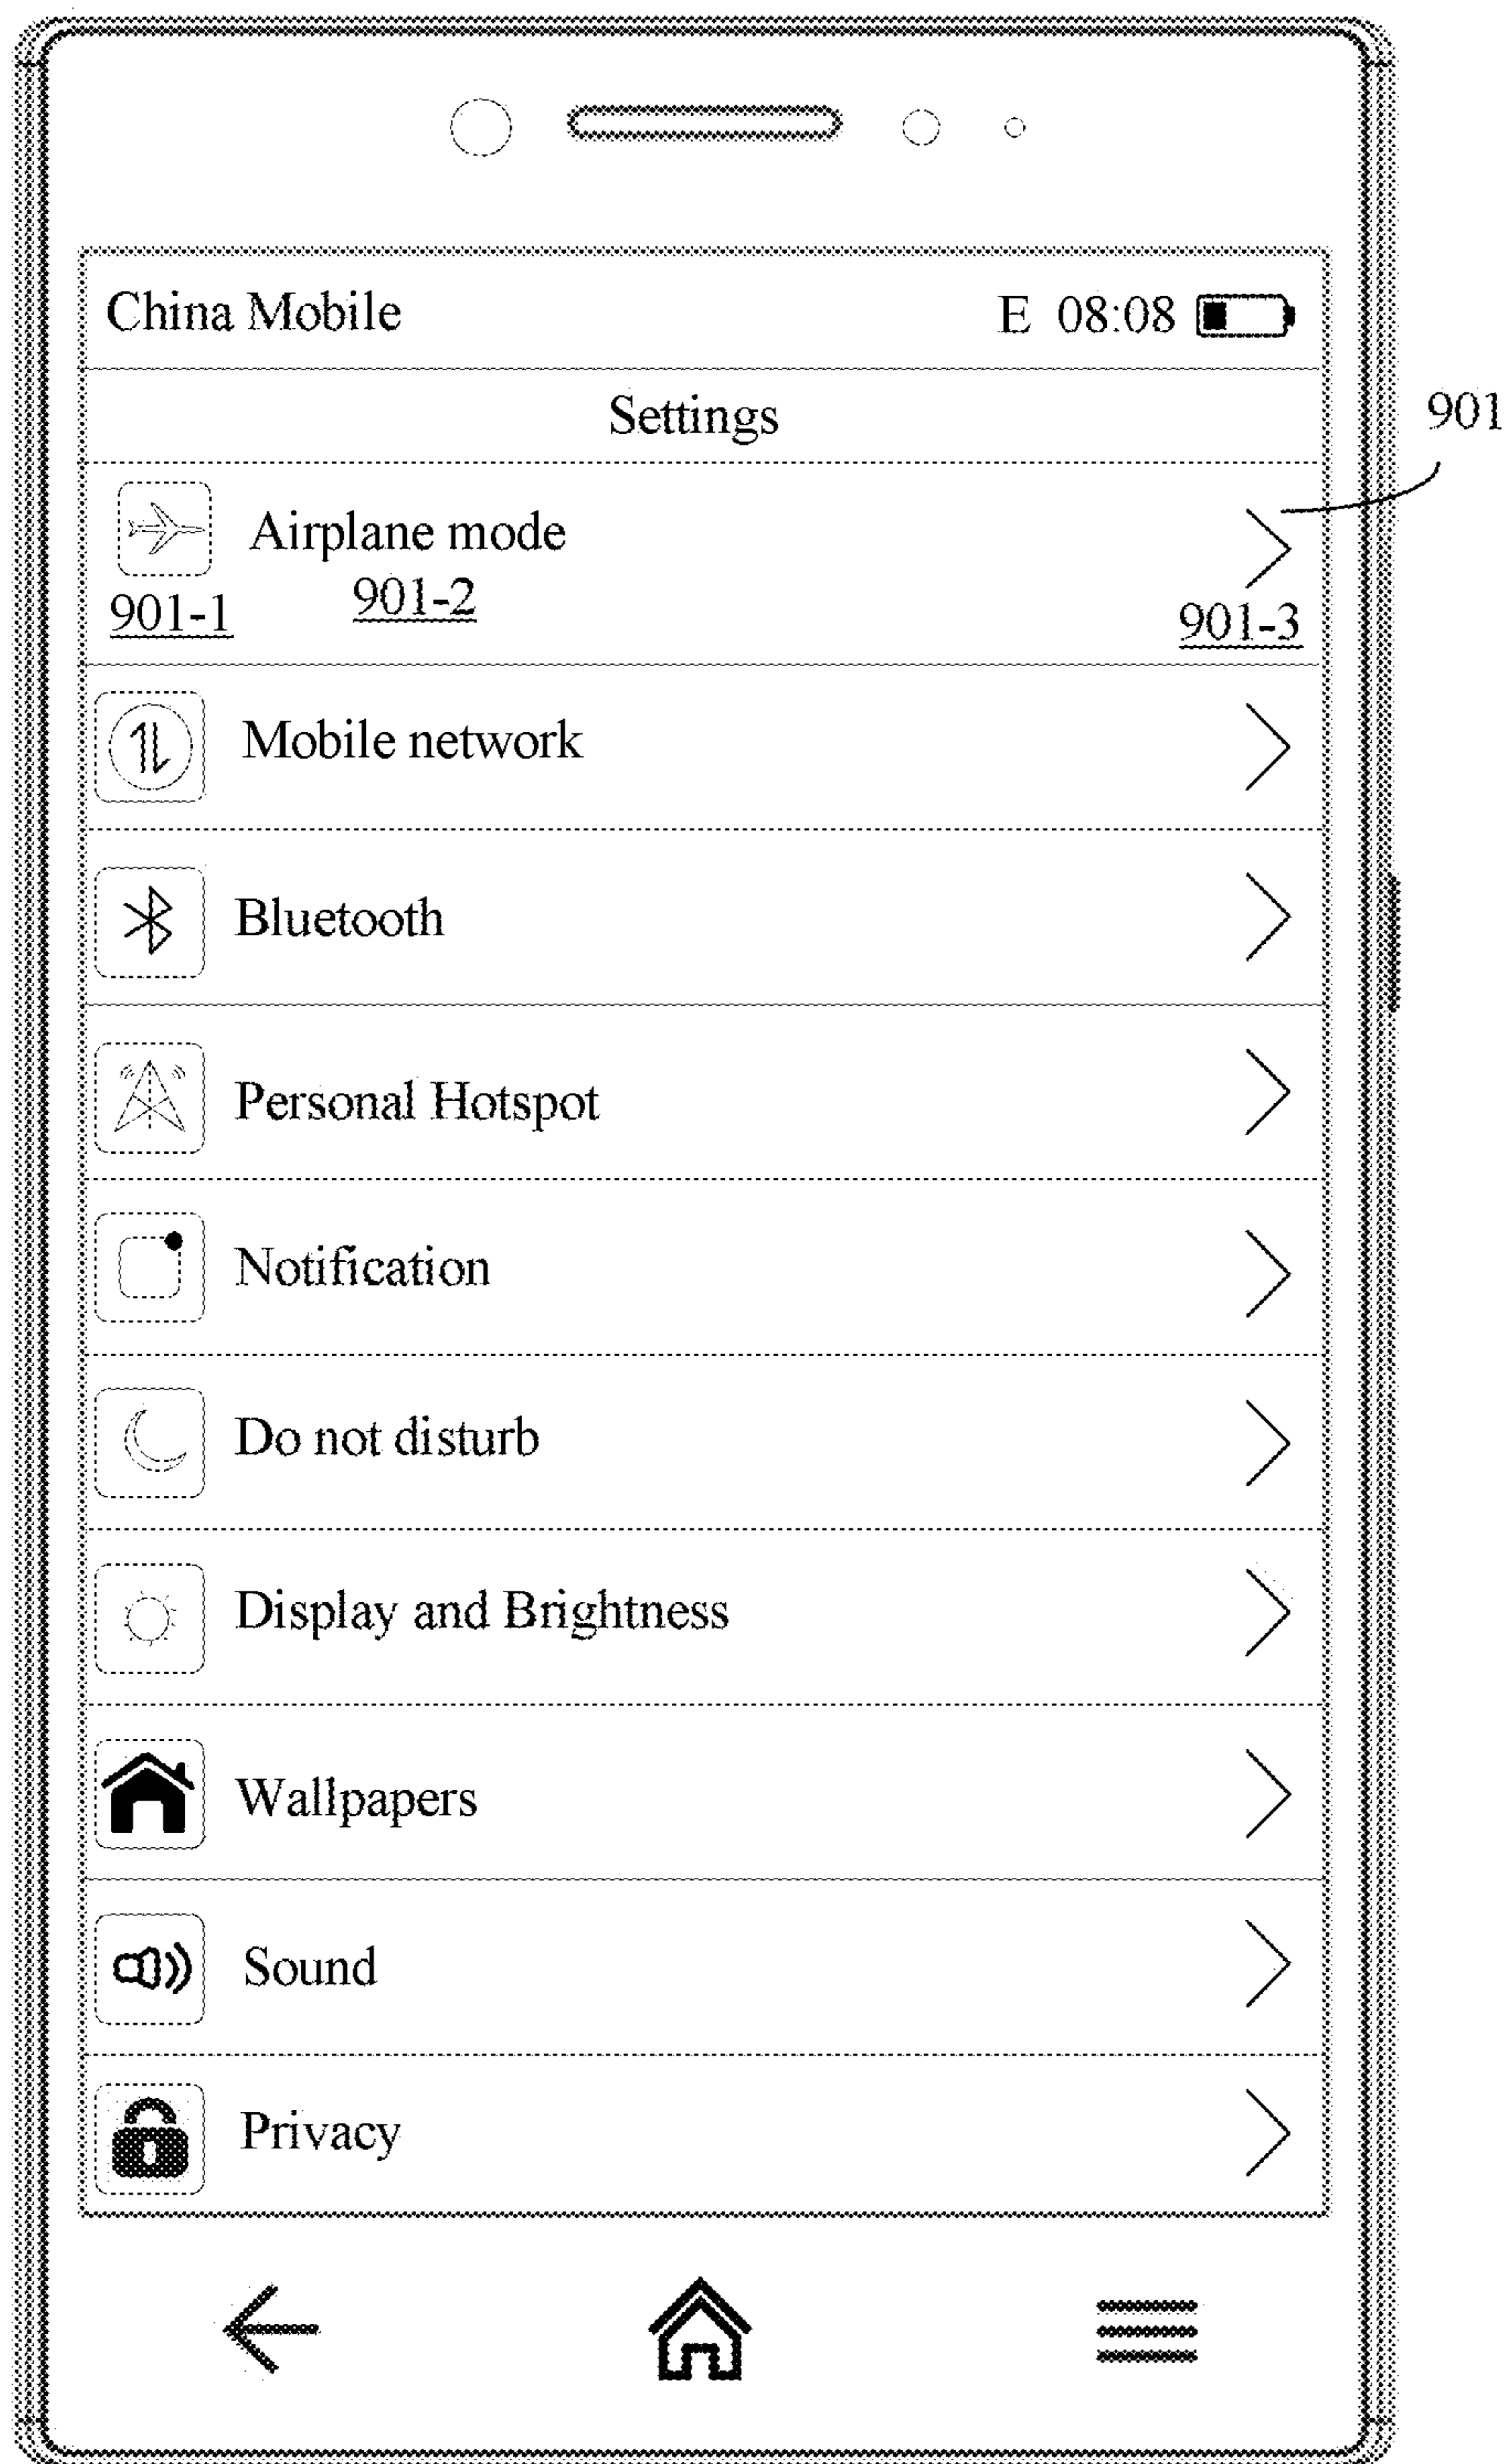 China Mobile E 08:08
Settings
901
Airplane mode
901-1 901-2 901-3
Mobile network
Bluetooth
Personal Hotspot
Notification
Do not disturb
Display and Brightness
Wallpapers
Sound
Privacy